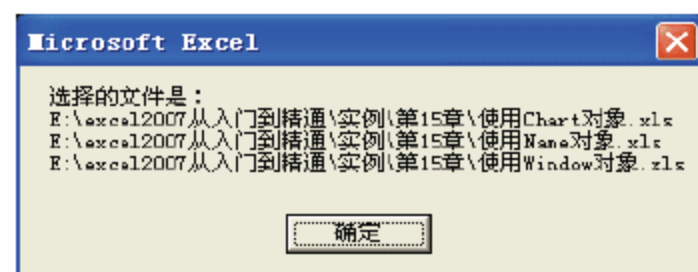 Microsoft Excel
选择的文件是：
E:\excel2007从入门到精通\实例\第15章\使用Chart对象.xls
E:\excel2007从入门到精通\实例\第15章\使用Name对象.xls
E:\excel2007从入门到精通\实例\第15章\使用Window对象.xls
确定